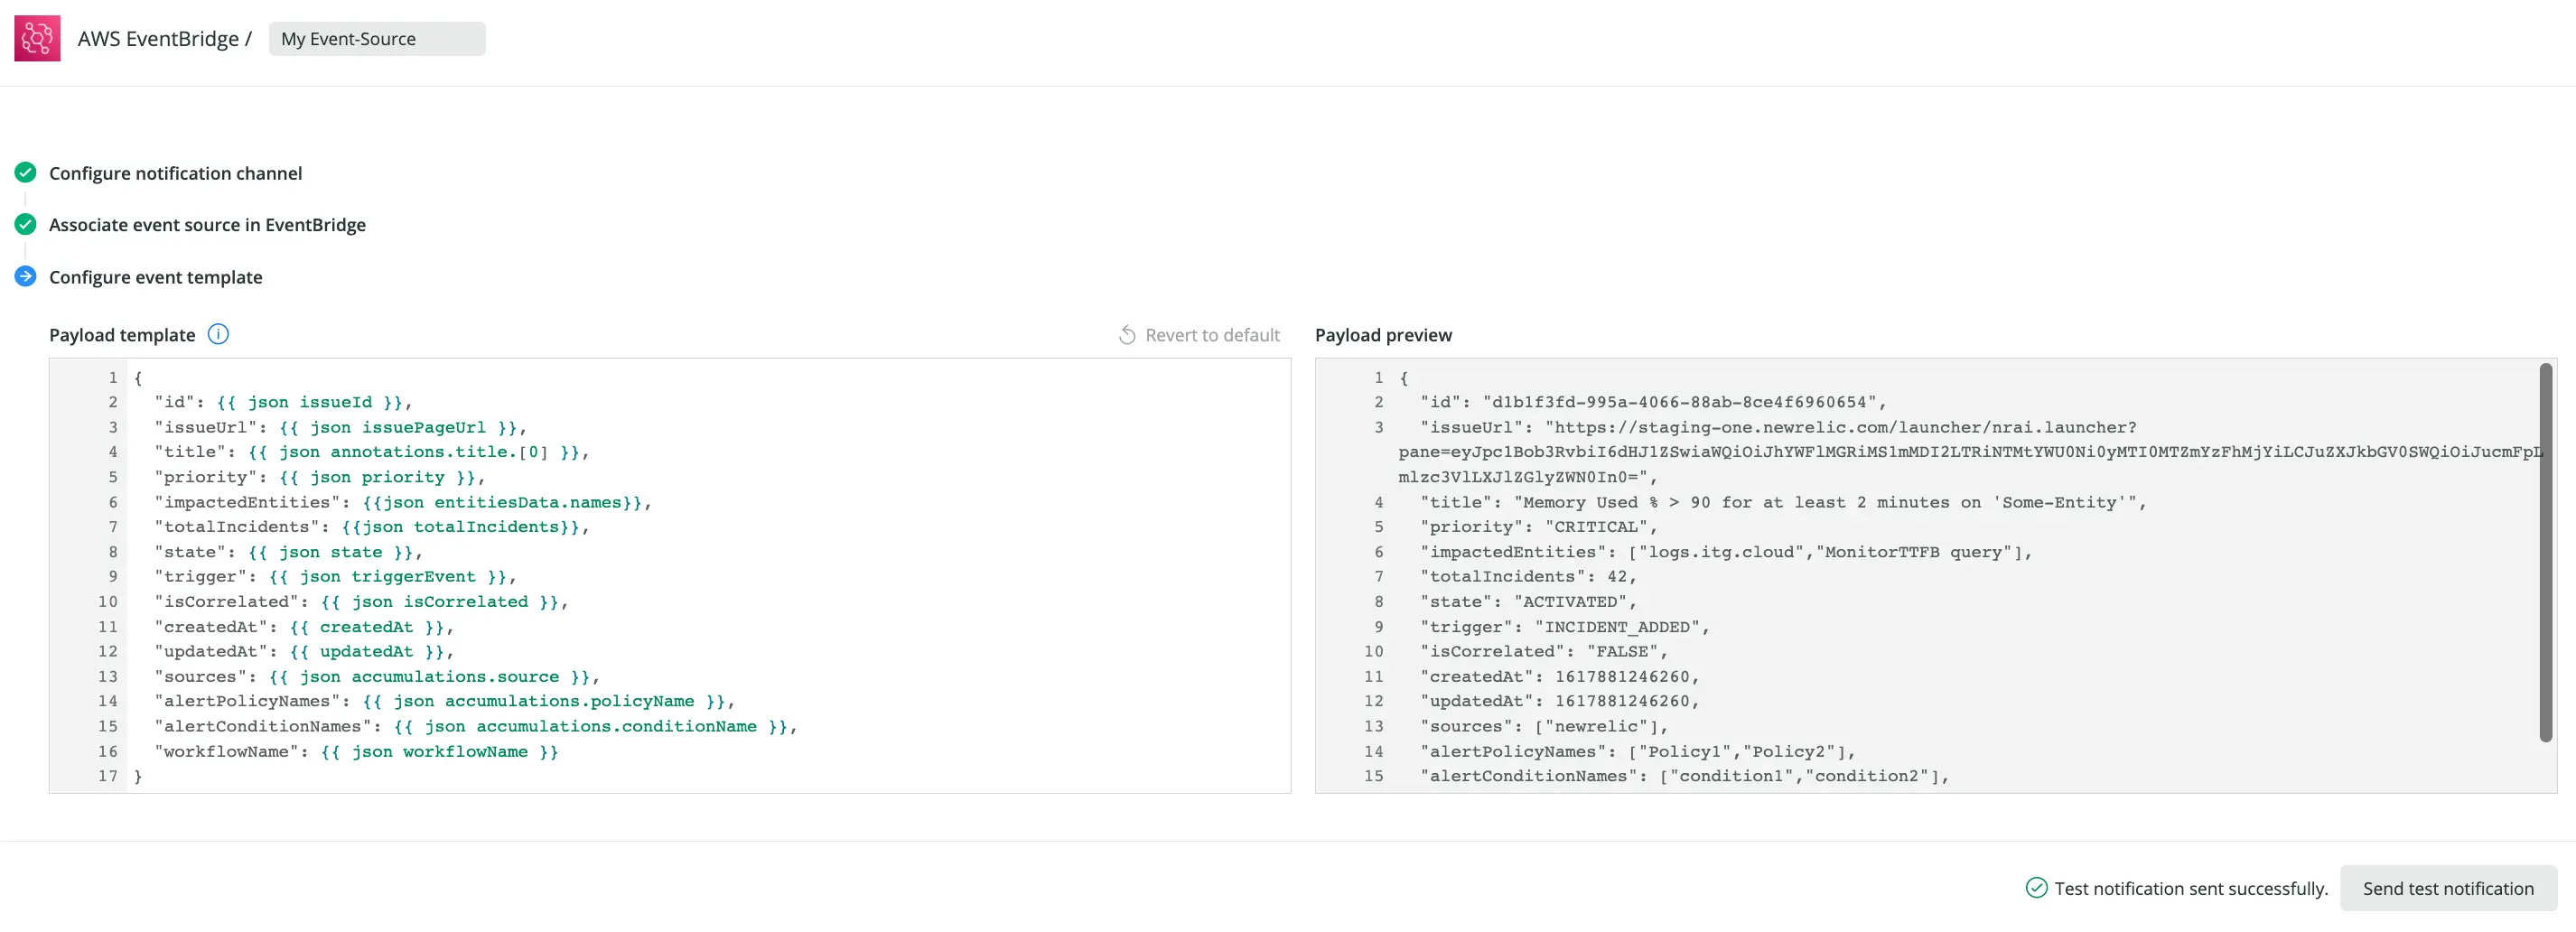 AWS EventBridge / My Event-Source
Configure notification channel
Associate event source in EventBridge
Configure event template
Payload template
Revert to default
1 {
2 "id": {{ json issueId }},
3 "issueUrl": {{ json issuePageUrl }},
4 "title": {{ json annotations.title.[0] }},
5 "priority": {{ json priority }},
6 "impactedEntities": {{json entitiesData.names}},
7 "totalIncidents": {{json totalIncidents}},
8 "state": {{ json state }},
9 "trigger": {{ json triggerEvent }},
10 "isCorrelated": {{ json isCorrelated }},
11 "createdAt": {{ createdAt }},
12 "updatedAt": {{ updatedAt }},
13 "sources": {{ json accumulations.source }},
14 "alertPolicyNames": {{ json accumulations.policyName }},
15 "alertConditionNames": {{ json accumulations.conditionName }},
16 "workflowName": {{ json workflowName }}
17 }
Payload preview
1 {
2 "id": "d1b1f3fd-995a-4066-88ab-8ce4f6960654",
3 "issueUrl": "https://staging-one.newrelic.com/launcher/nrai.launcher?
pane=eyJpc1Bob3RvbiI6dHJ1ZSwiaWQiOiJhYWFlMGRiMS1mMDI2LTRiNTMtYWU0Ni0yMTI0MTZmYzFhMjYiLCJuZXJkbGV0SWQiOiJucmFpL
mlzc3VlLXJlZGlyZWN0In0=",
4 "title": "Memory Used % > 90 for at least 2 minutes on 'Some-Entity'",
5 "priority": "CRITICAL",
6 "impactedEntities": ["logs.itg.cloud","MonitorTTFB query"],
7 "totalIncidents": 42,
8 "state": "ACTIVATED",
9 "trigger": "INCIDENT_ADDED",
10 "isCorrelated": "FALSE",
11 "createdAt": 1617881246260,
12 "updatedAt": 1617881246260,
13 "sources": ["newrelic"],
14 "alertPolicyNames": ["Policy1","Policy2"],
15 "alertConditionNames": ["condition1","condition2"],
Test notification sent successfully.
Send test notification